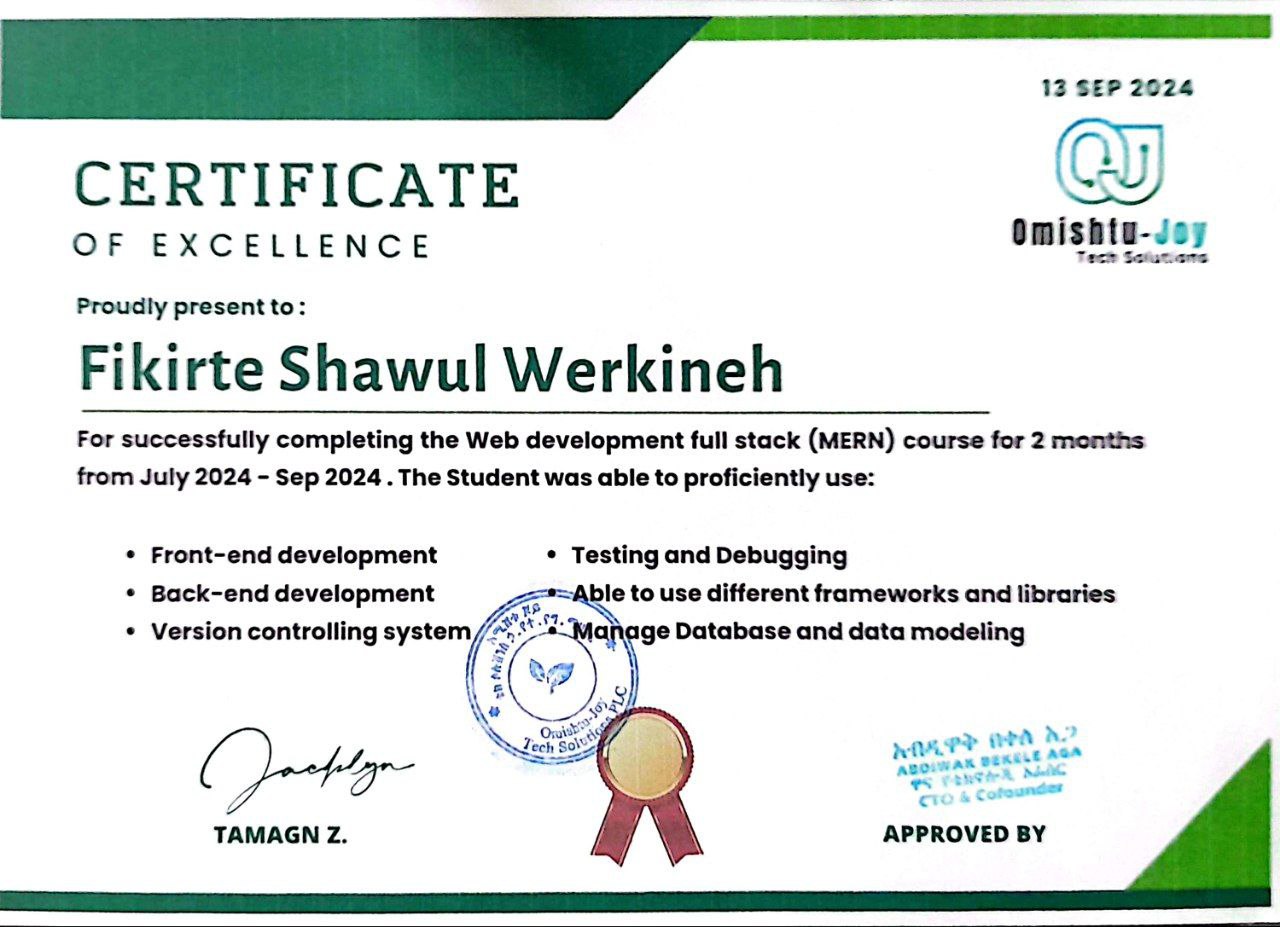 13 SEP 2024
Omishtu-Joy
Tech Solutions
CERTIFICATE
OF EXCELLENCE
Proudly present to :
Fikirte Shawul Werkineh
For successfully completing the Web development full stack (MERN) course for 2 months
from July 2024 - Sep 2024 . The Student was able to proficiently use:
• Front-end development
• Back-end development
• Version controlling system
• Testing and Debugging
• Able to use different frameworks and libraries
• Manage Database and data modeling
Omishtu-Joy
Tech Solutions PLC
Jacklyn
TAMAGN Z.
አብዲዋቅ በቀለ አጋ
ABDIWAK BEKELE AGA
CTO & Cofounder
APPROVED BY